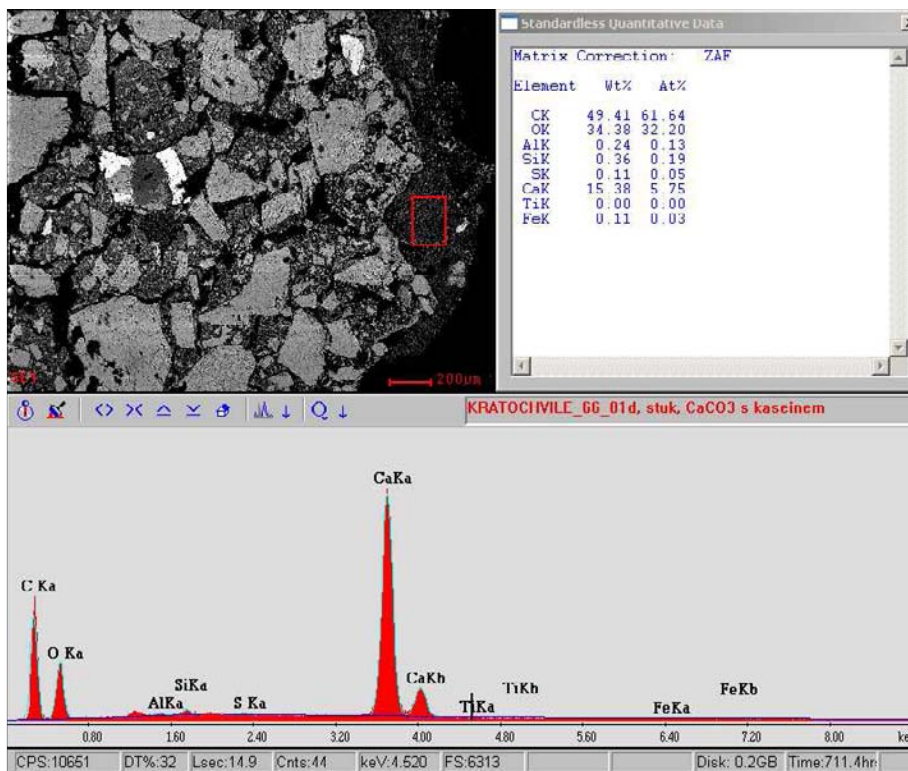 Standardless Quantitative Data
Matrix Correction: ZAF
Element Wt% At%
CK 49.41 61.64
OK 34.38 32.20
AlK 0.24 0.13
SiK 0.36 0.19
SK 0.11 0.05
CaK 15.38 5.75
TiK 0.00 0.00
FeK 0.11 0.03
200µm
KRATOCHVILE_GG_01d, stuk, CaCO3 s kaseinem
CaKa
C Ka
O Ka
CaKb
SiKa
TiKb
FeKb
AlKa
S Ka
TiKa
FeKa
0.80 1.60 2.40 3.20 4.00 4.80 5.60 6.40 7.20 8.00 ke
CPS:10651 DT%:32 Lsec:14.9 Cnts:44 keV:4.520 FS:6313 Disk: 0.2GB Time:711.4hr